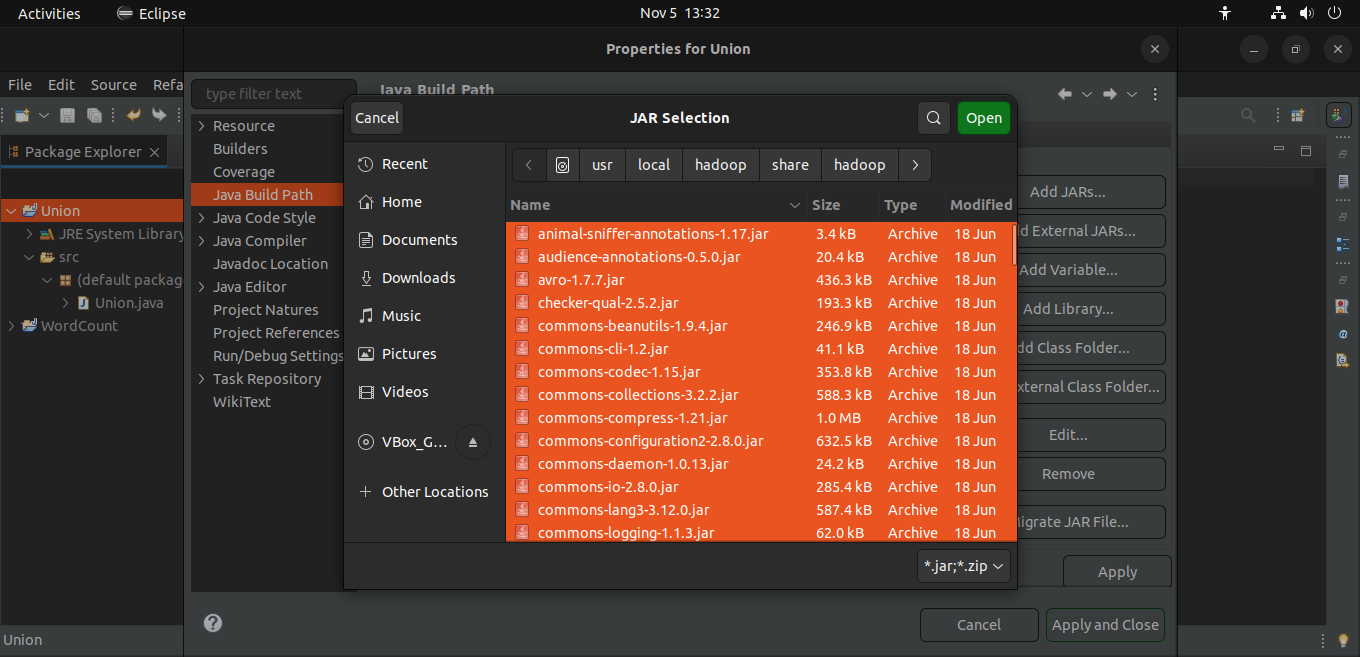 Activities Eclipse Nov 5 13:32
Properties for Union
File Edit Source Refa
type filter text
Java Build Path
Package Explorer
Union
JRE System Library
src
(default packag
Union.java
WordCount
Resource
Builders
Coverage
Java Build Path
Java Code Style
Java Compiler
Javadoc Location
Java Editor
Project Natures
Project References
Run/Debug Settings
Task Repository
WikiText
Cancel JAR Selection Open
Recent
Home
Documents
Downloads
Music
Pictures
Videos
VBox_G...
Other Locations
usr local hadoop share hadoop
Name Size Type Modified
animal-sniffer-annotations-1.17.jar 3.4 kB Archive 18 Jun
audience-annotations-0.5.0.jar 20.4 kB Archive 18 Jun
avro-1.7.7.jar 436.3 kB Archive 18 Jun
checker-qual-2.5.2.jar 193.3 kB Archive 18 Jun
commons-beanutils-1.9.4.jar 246.9 kB Archive 18 Jun
commons-cli-1.2.jar 41.1 kB Archive 18 Jun
commons-codec-1.15.jar 353.8 kB Archive 18 Jun
commons-collections-3.2.2.jar 588.3 kB Archive 18 Jun
commons-compress-1.21.jar 1.0 MB Archive 18 Jun
commons-configuration2-2.8.0.jar 632.5 kB Archive 18 Jun
commons-daemon-1.0.13.jar 24.2 kB Archive 18 Jun
commons-io-2.8.0.jar 285.4 kB Archive 18 Jun
commons-lang3-3.12.0.jar 587.4 kB Archive 18 Jun
commons-logging-1.1.3.jar 62.0 kB Archive 18 Jun
*.jar;*.zip
Add JARs...
d External JARs...
Add Variable...
Add Library...
dd Class Folder...
xternal Class Folder...
Edit...
Remove
igrate JAR File...
Apply
Cancel Apply and Close
Union